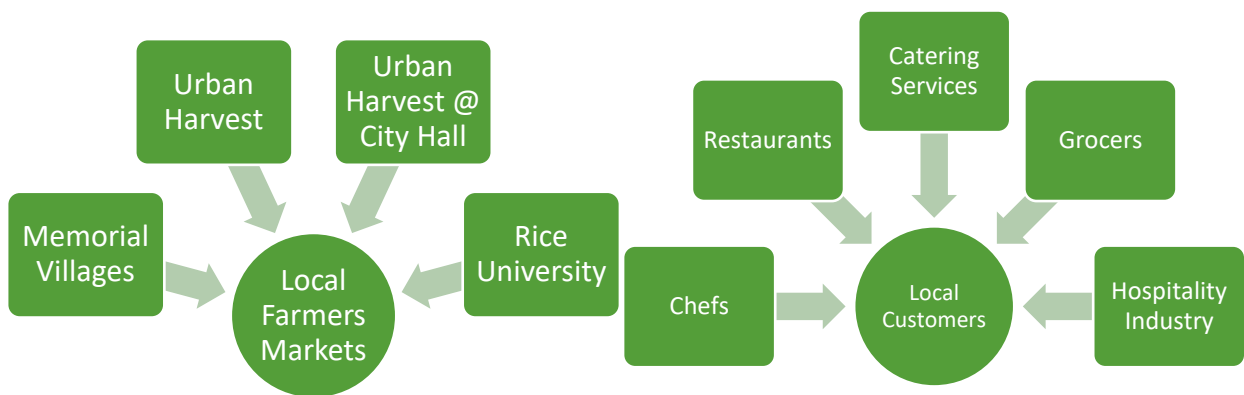 Memorial
Villages
Urban
Harvest
Urban
Harvest @
City Hall
Rice
University
Local
Farmers
Markets
Chefs
Restaurants
Catering
Services
Grocers
Hospitality
Industry
Local
Customers